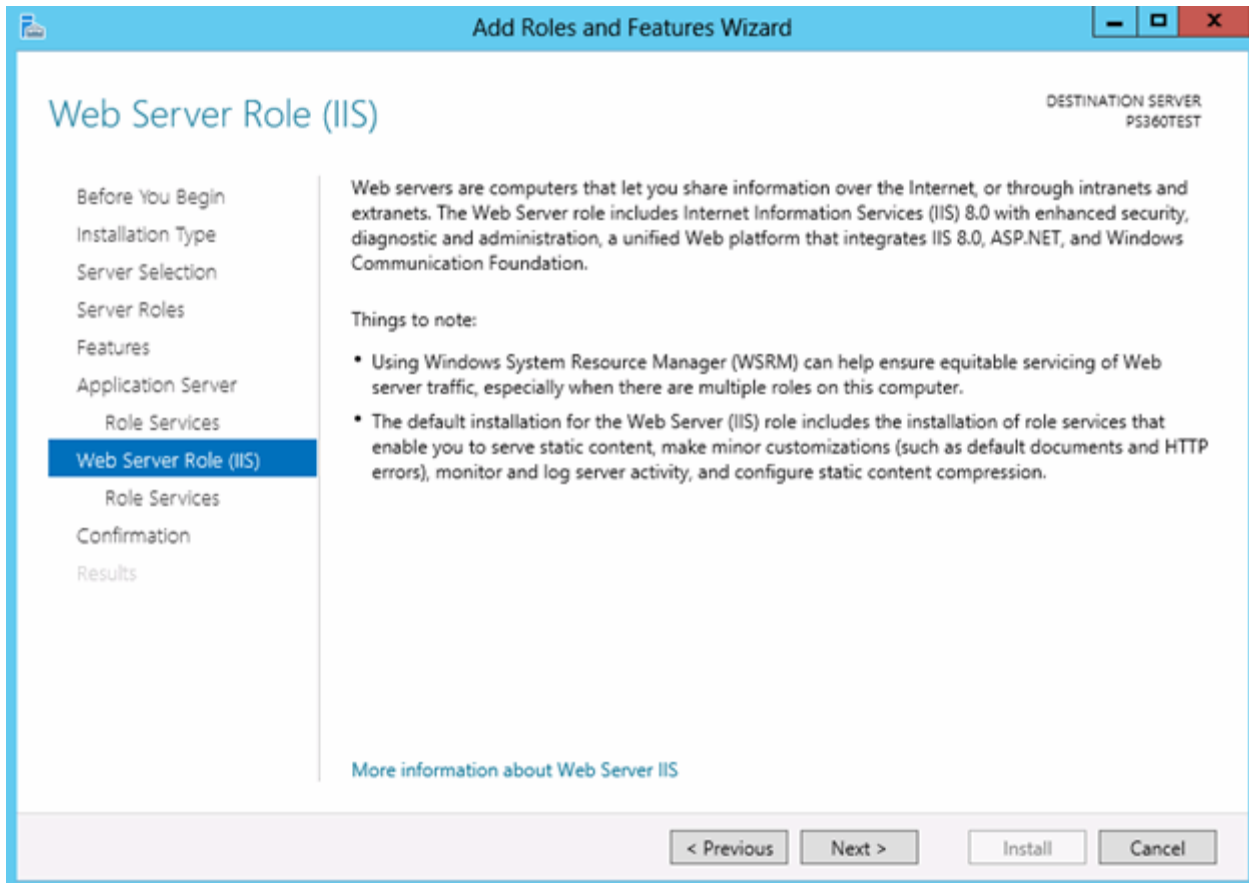 Add Roles and Features Wizard
Web Server Role (IIS)
DESTINATION SERVER
PS360TEST
Before You Begin
Installation Type
Server Selection
Server Roles
Features
Application Server
Role Services
Web Server Role (IIS)
Role Services
Confirmation
Results
Web servers are computers that let you share information over the Internet, or through intranets and
extranets. The Web Server role includes Internet Information Services (IIS) 8.0 with enhanced security,
diagnostic and administration, a unified Web platform that integrates IIS 8.0, ASP.NET, and Windows
Communication Foundation.
Things to note:
• Using Windows System Resource Manager (WSRM) can help ensure equitable servicing of Web
server traffic, especially when there are multiple roles on this computer.
• The default installation for the Web Server (IIS) role includes the installation of role services that
enable you to serve static content, make minor customizations (such as default documents and HTTP
errors), monitor and log server activity, and configure static content compression.
More information about Web Server IIS
< Previous
Next >
Install
Cancel